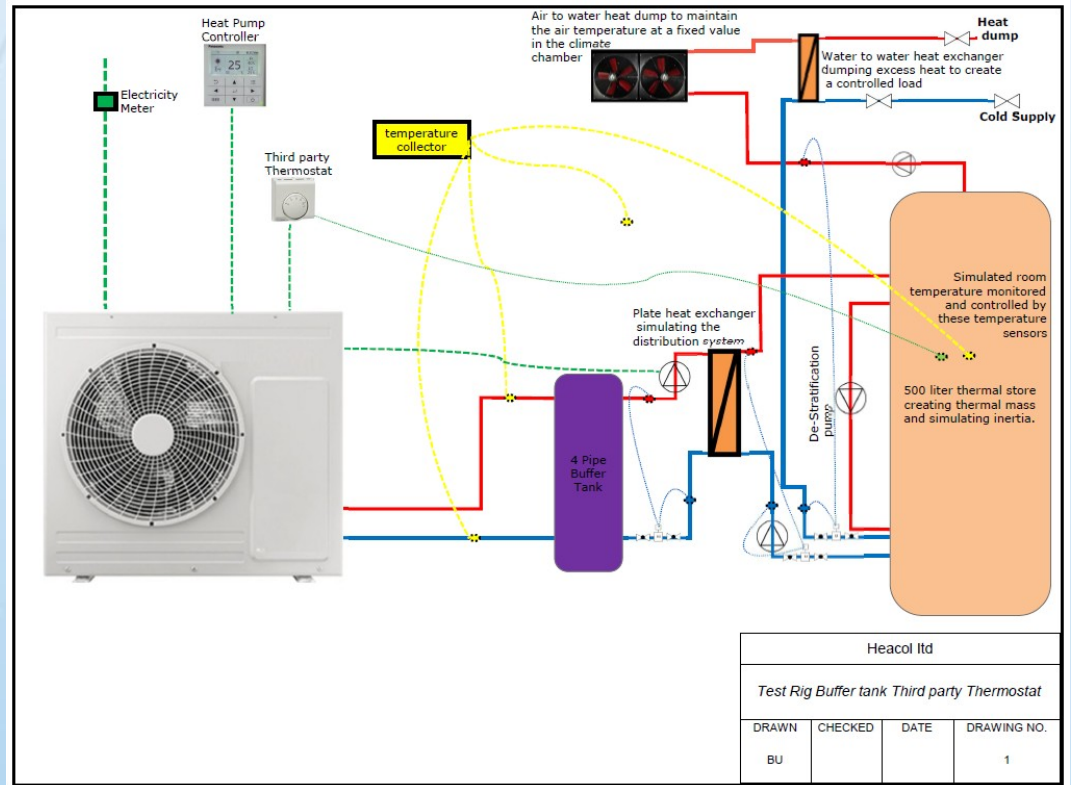 Heat Pump
Controller
Panasonic
25
Electricity
Meter
Third party
Thermostat
temperature
collector
Air to water heat dump to maintain
the air temperature at a fixed value
in the climate
chamber
Heat
dump
Water to water heat exchanger
dumping excess heat to create
a controlled load
Cold Supply
Plate heat exchanger
simulating the
distribution system
4 Pipe
Buffer
Tank
De-Stratification
pump
Simulated room
temperature monitored
and controlled by
these temperature
sensors
500 liter thermal store
creating thermal mass
and simulating inertia.
Heacol ltd
Test Rig Buffer tank Third party Thermostat
DRAWN CHECKED DATE DRAWING NO.
BU 1